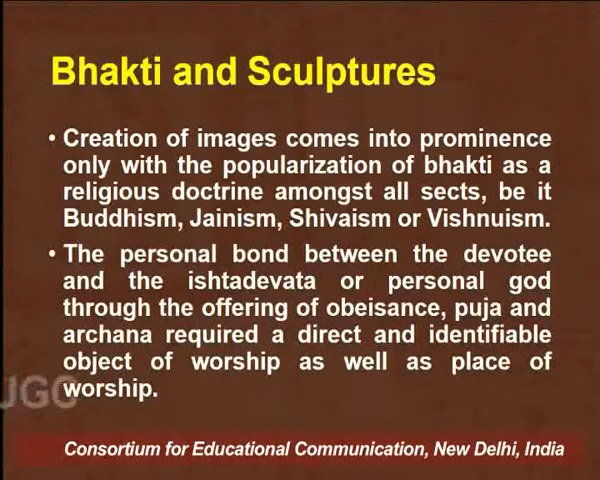 Bhakti and Sculptures
• Creation of images comes into prominence
only with the popularization of bhakti as a
religious doctrine amongst all sects, be it
Buddhism, Jainism, Shivaism or Vishnuism.
• The personal bond between the devotee
and the ishtadevata or personal god
through the offering of obeisance, puja and
archana required a direct and identifiable
object of worship as well as place of
worship.
Consortium for Educational Communication, New Delhi, India